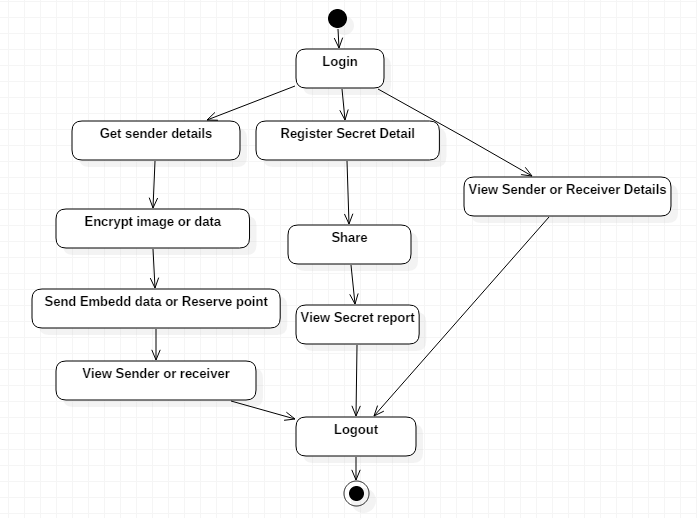 Login
Get sender details
Register Secret Detail
View Sender or Receiver Details
Encrypt image or data
Share
Send Embedd data or Reserve point
View Secret report
View Sender or receiver
Logout